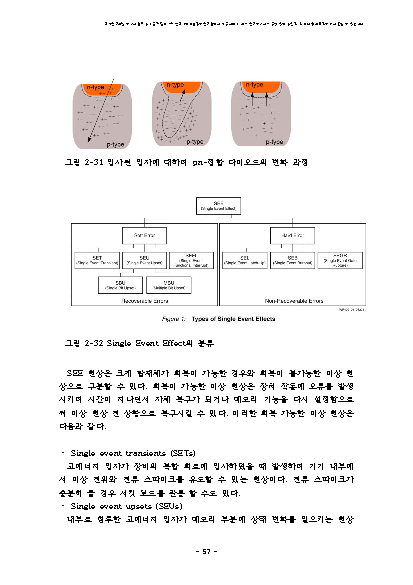 n-type
n-type
n-type
p-type
p-type
p-type
그림 2-31 입사된 입자에 대하여 pn-접합 다이오드의 전화 과정
SEE
(Single Event Effect)
Soft Error
Hard Error
SET
(Single Event Transient)
SEU
(Single Event Upset)
SEFI
(Single Event Functional Interrupt)
SEL
(Single Event Latch-Up)
SEB
(Single Event Burnout)
SEGR
(Single Event Gate Rupture)
SBU
(Single Bit Upset)
MBU
(Multiple Bit Upset)
Recoverable Errors
Non-Recoverable Errors
Figure 1: Types of Single Event Effects
그림 2-32 Single Event Effect의 분류
SEE 현상은 크게 탑재체가 회복이 가능한 경우와 회복이 불가능한 이상 현
상으로 구분할 수 있다. 회복이 가능한 이상 현상은 장치 작동에 오류를 발생
시키며 시간이 지나면서 자체 복구가 되거나 메모리 기능을 다시 설정함으로
써 이상 현상 전 상황으로 복구시킬 수 있다. 이러한 회복 가능한 이상 현상은
다음과 같다.
· Single event transients (SETs)
고에너지 입자가 장비의 복합 회로에 입사하였을 때 발생하며 기기 내부에
서 이상 전위와 전류 스파이크를 유도할 수 있는 현상이다. 전류 스파이크가
충분히 클 경우 서킷 보드를 관통 할 수도 있다.
· Single event upsets (SEUs)
내부로 침투한 고에너지 입자가 메모리 부분에 상태 변화를 일으키는 현상
- 57 -